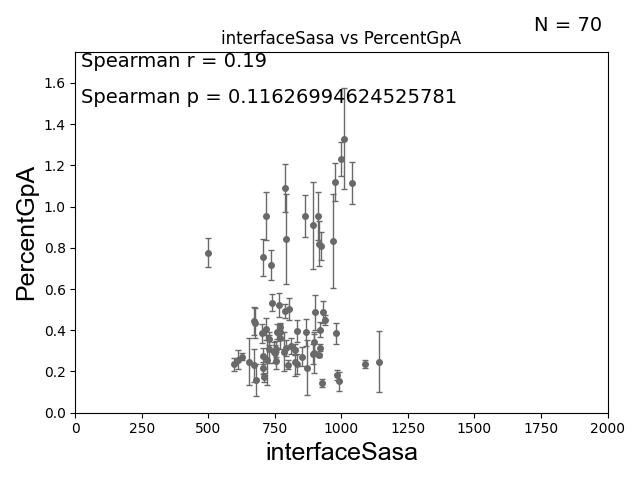 N = 70
interfaceSasa vs PercentGpA
Spearman r = 0.19
Spearman p = 0.11626994624525781
PercentGpA
1.6
1.4
1.2
1.0
0.8
0.6
0.4
0.2
0.0
0 250 500 750 1000 1250 1500 1750 2000
interfaceSasa